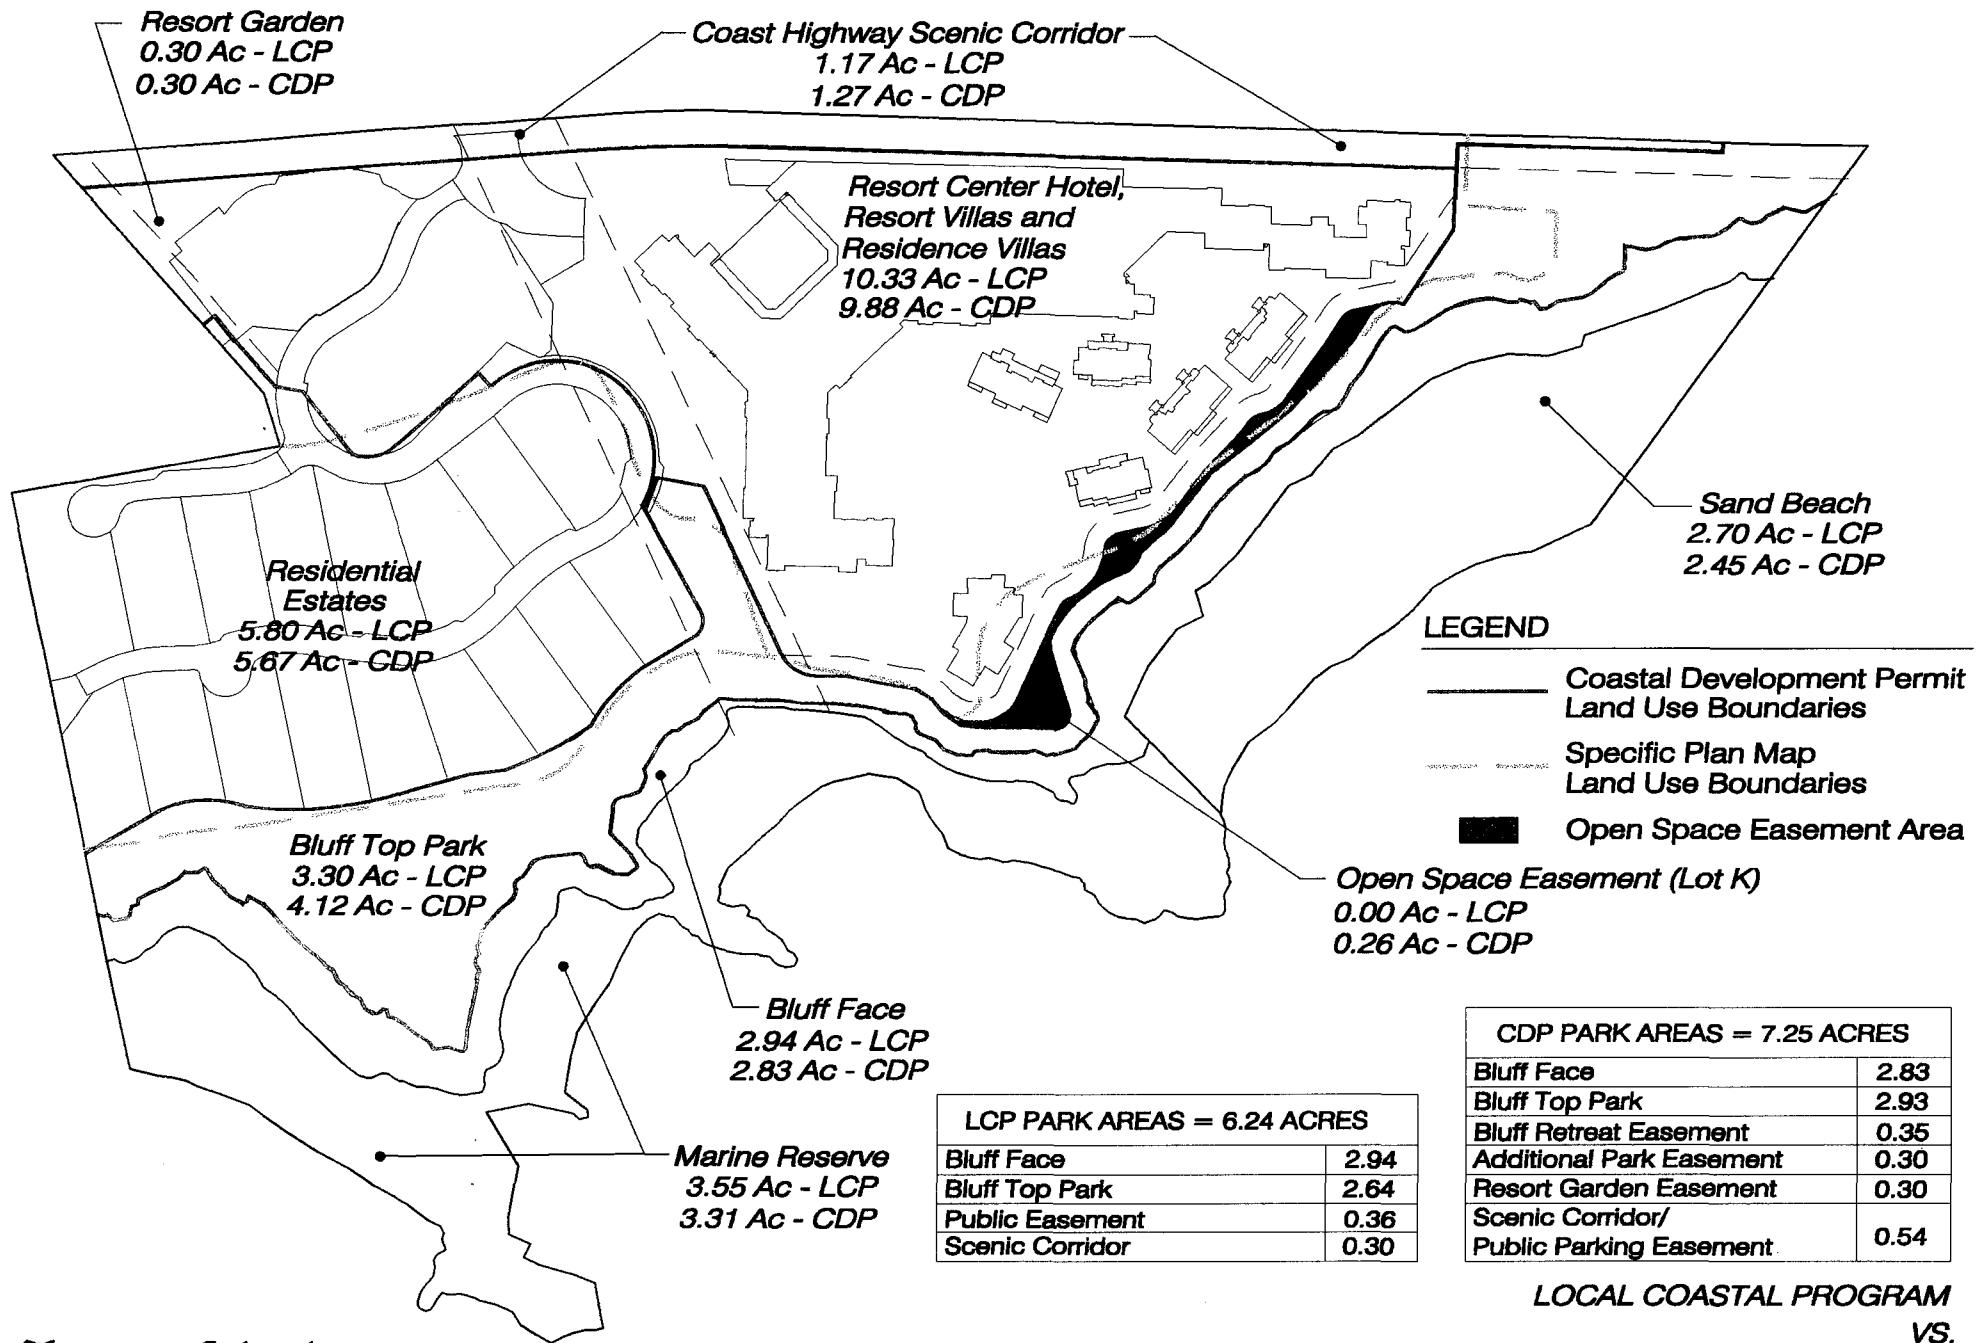 Resort Garden
0.30 Ac - LCP
0.30 Ac - CDP
Coast Highway Scenic Corridor
1.17 Ac - LCP
1.27 Ac - CDP
Resort Center Hotel,
Resort Villas and
Residence Villas
10.33 Ac - LCP
9.88 Ac - CDP
Sand Beach
2.70 Ac - LCP
2.45 Ac - CDP
Residential
Estates
5.80 Ac - LCP
5.67 Ac - CDP
LEGEND
Coastal Development Permit
Land Use Boundaries
Specific Plan Map
Land Use Boundaries
Open Space Easement Area
Bluff Top Park
3.30 Ac - LCP
4.12 Ac - CDP
Open Space Easement (Lot K)
0.00 Ac - LCP
0.26 Ac - CDP
Bluff Face
2.94 Ac - LCP
2.83 Ac - CDP
Marine Reserve
3.55 Ac - LCP
3.31 Ac - CDP
LCP PARK AREAS = 6.24 ACRES
Bluff Face 2.94
Bluff Top Park 2.64
Public Easement 0.36
Scenic Corridor 0.30
CDP PARK AREAS = 7.25 ACRES
Bluff Face 2.83
Bluff Top Park 2.93
Bluff Retreat Easement 0.35
Additional Park Easement 0.30
Resort Garden Easement 0.30
Scenic Corridor/
Public Parking Easement 0.54
LOCAL COASTAL PROGRAM
VS.